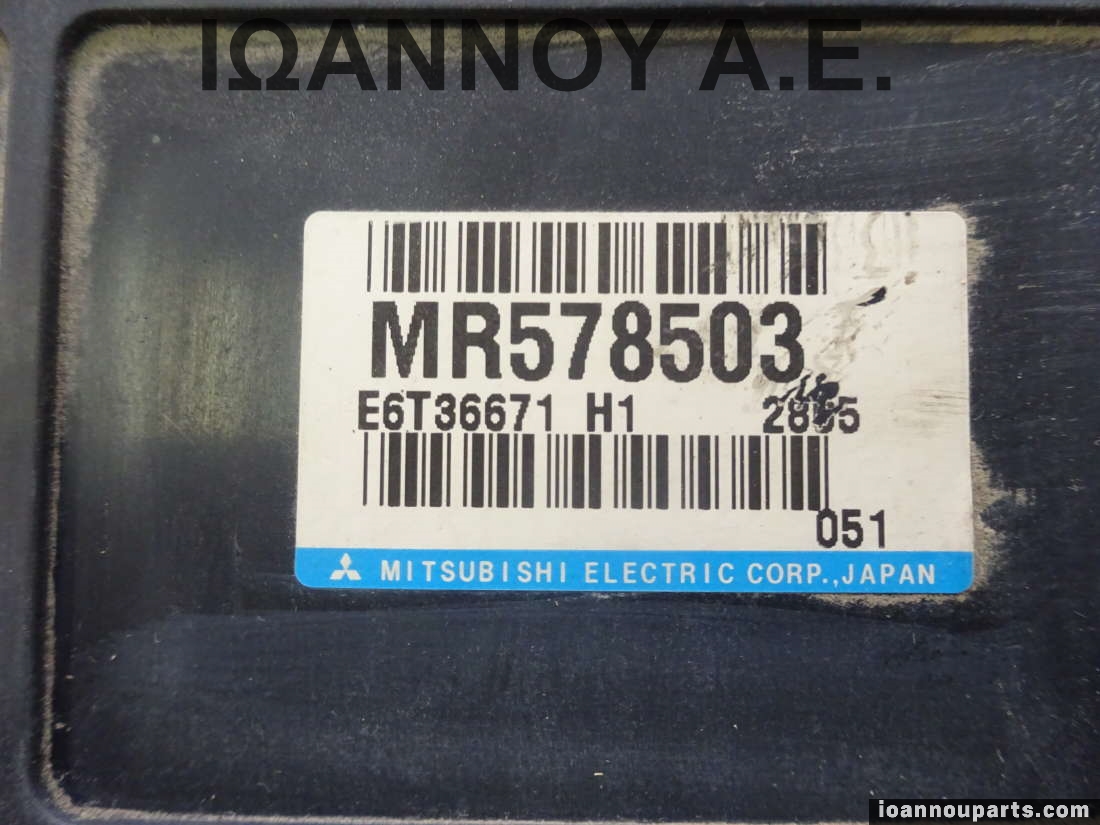 ΙΩΑΝΝΟΥ Α.Ε.
MR578503
E6T36671 H1
051
MITSUBISHI ELECTRIC CORP.,JAPAN
ioannouparts.com